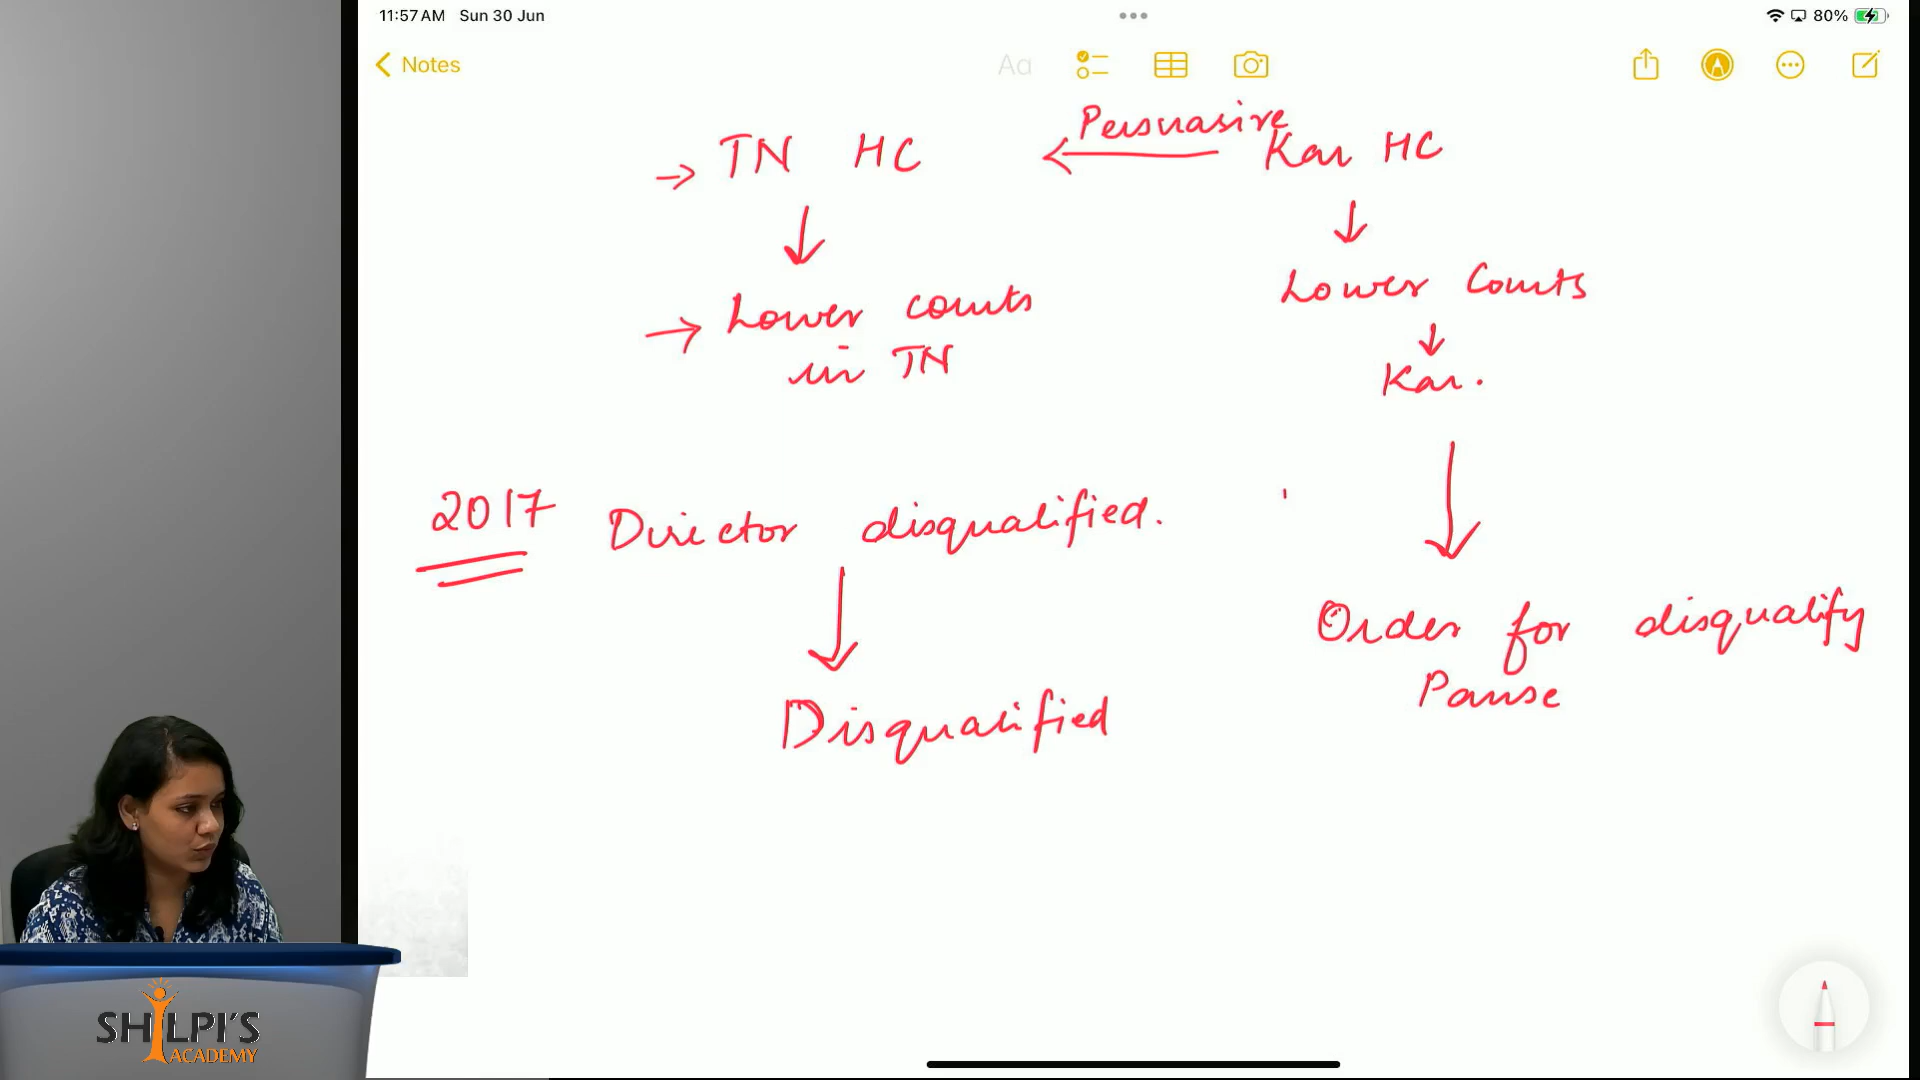 11:57 AM Sun 30 Jun
80%
Notes
Aa
Persuasive
TN HC
Kar HC
Lower courts
in TN
Lower Courts
Kar.
2017 Director disqualified.
Order for disqualify
Pause
Disqualified
SHILPI'S
ACADEMY